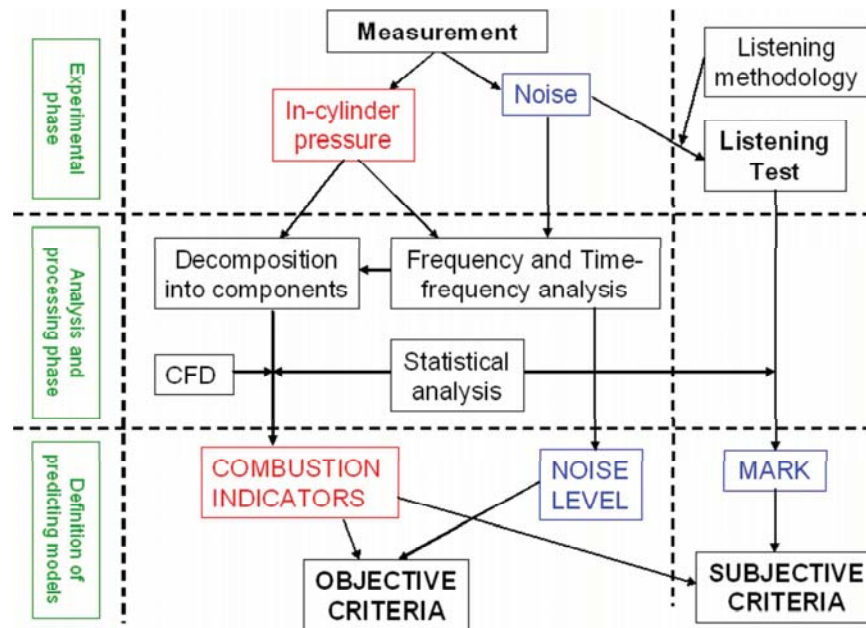 Measurement
Experimental
phase
In-cylinder
pressure
Noise
Listening
methodology
Listening
Test
Analysis and
processing phase
Decomposition
into components
Frequency and Time-
frequency analysis
CFD
Statistical
analysis
Definition of
predicting models
COMBUSTION
INDICATORS
NOISE
LEVEL
MARK
OBJECTIVE
CRITERIA
SUBJECTIVE
CRITERIA